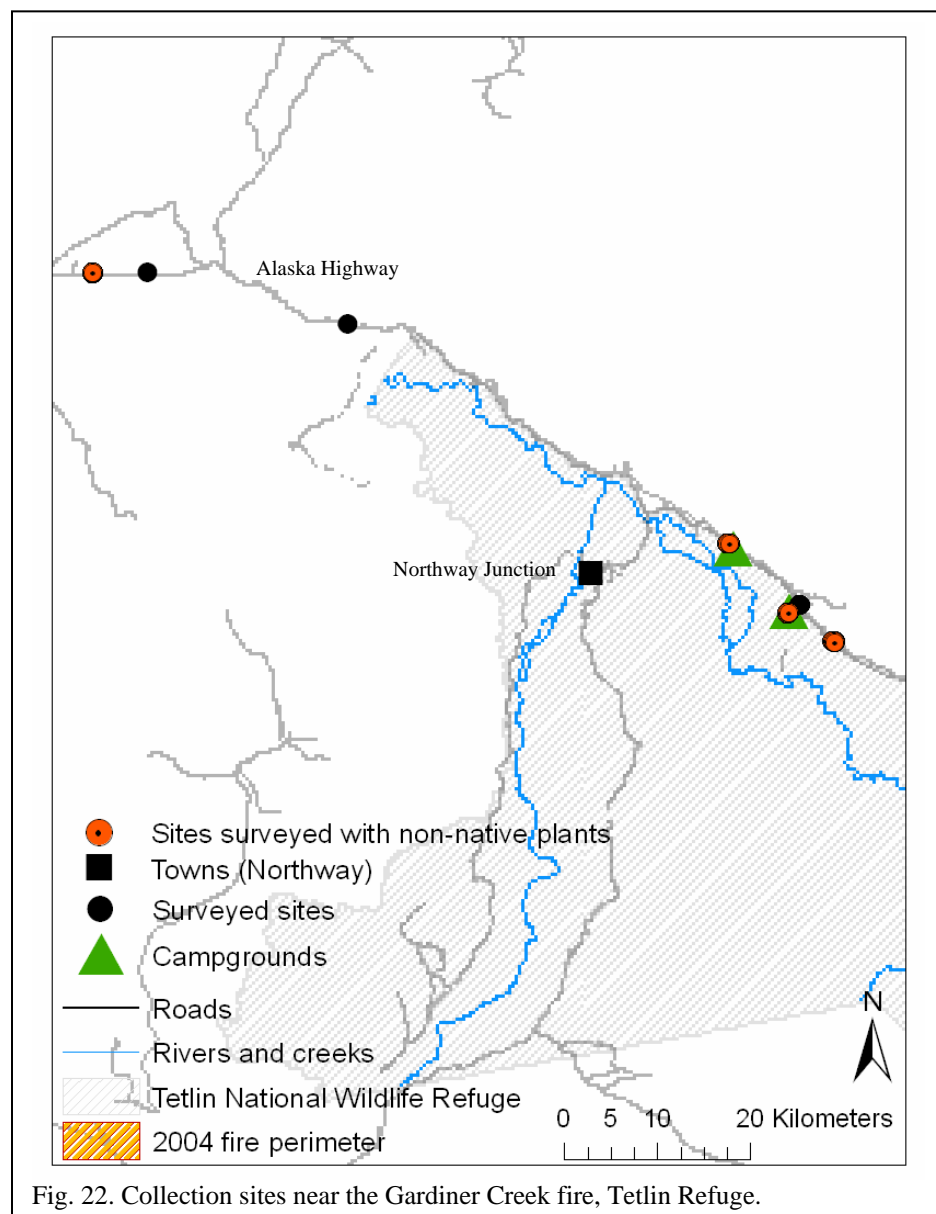 Alaska Highway
Northway Junction
Sites surveyed with non-native plants
Towns (Northway)
Surveyed sites
Campgrounds
Roads
Rivers and creeks
Tetlin National Wildlife Refuge
2004 fire perimeter
N
0 5 10 20 Kilometers
Fig. 22. Collection sites near the Gardiner Creek fire, Tetlin Refuge.